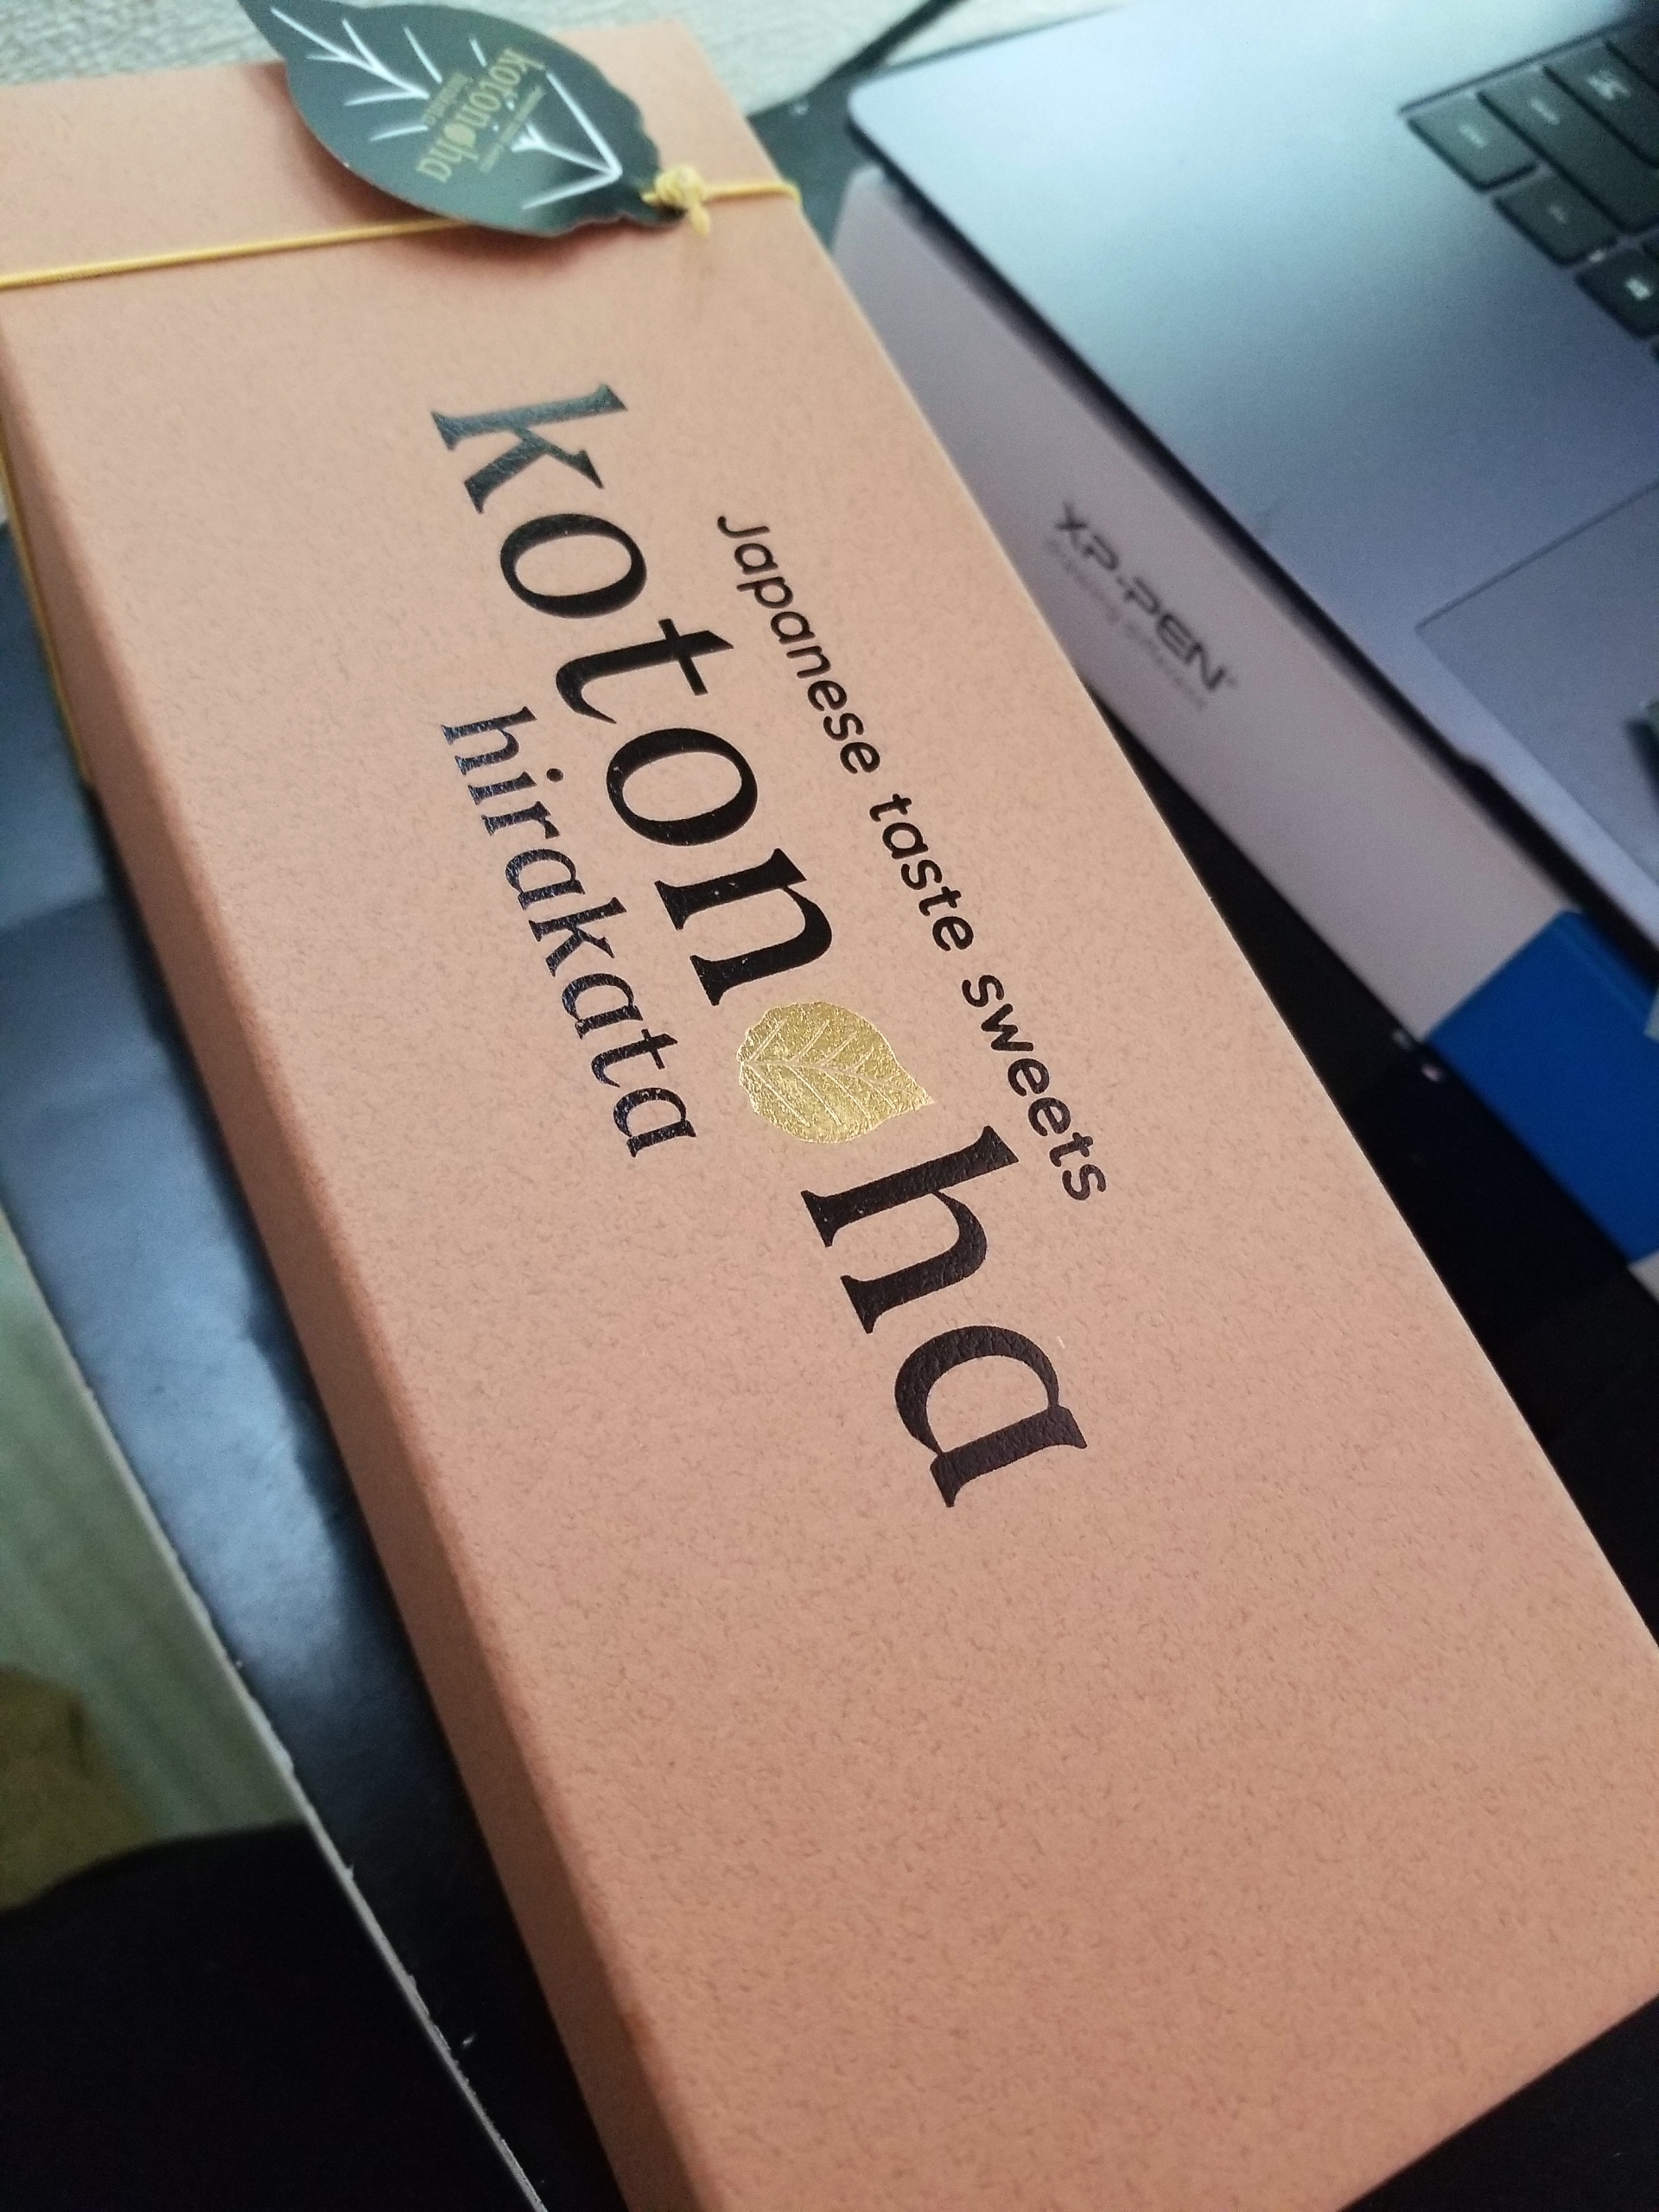 Japanese taste sweets
kotonoha
hirakata
kotonoha
XP-PEN